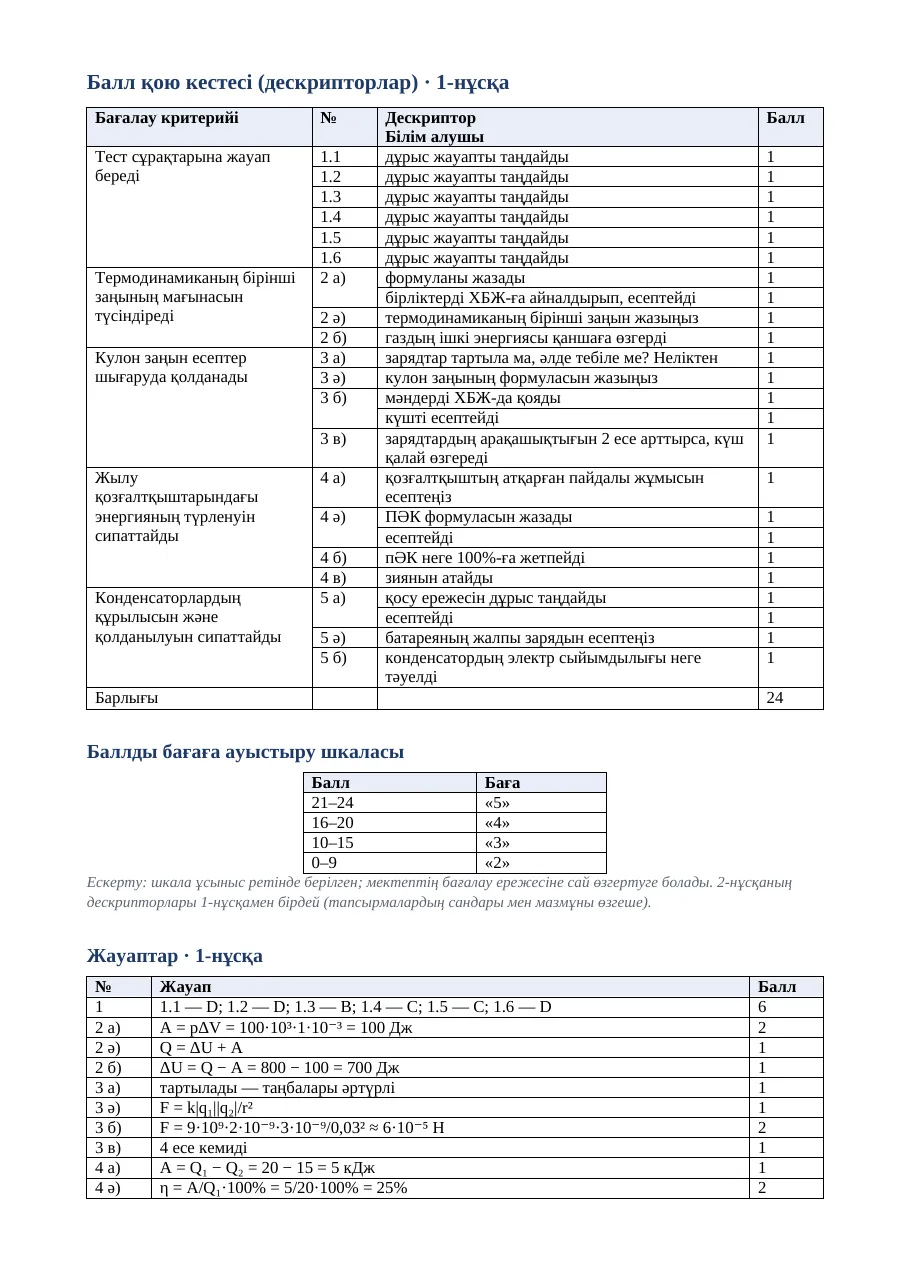 Балл қою кестесі (дескрипторлар) · 1-нұсқа
Бағалау критерийі № Дескриптор Балл
Білім алушы
Тест сұрақтарына жауап 1.1 дұрыс жауапты таңдайды 1
береді 1.2 дұрыс жауапты таңдайды 1
1.3 дұрыс жауапты таңдайды 1
1.4 дұрыс жауапты таңдайды 1
1.5 дұрыс жауапты таңдайды 1
1.6 дұрыс жауапты таңдайды 1
Термодинамиканың бірінші 2 а) формуланы жазады 1
заңының мағынасын бірліктерді ХБЖ-ға айналдырып, есептейді 1
түсіндіреді 2 ә) термодинамиканың бірінші заңын жазыңыз 1
2 б) газдың ішкі энергиясы қаншаға өзгерді 1
Кулон заңын есептер 3 а) зарядтар тартыла ма, әлде тебіле ме? Неліктен 1
шығаруда қолданады 3 ә) кулон заңының формуласын жазыңыз 1
3 б) мәндерді ХБЖ-да қояды 1
күшті есептейді 1
3 в) зарядтардың арақашықтығын 2 есе арттырса, күш 1
қалай өзгереді
Жылу 4 а) қозғалтқыштың атқарған пайдалы жұмысын 1
қозғалтқыштарындағы есептеңіз
энергияның түрленуін 4 ә) ПӘК формуласын жазады 1
сипаттайды есептейді 1
4 б) пӘК неге 100%-ға жетпейді 1
4 в) зиянын атайды 1
Конденсаторлардың 5 а) қосу ережесін дұрыс таңдайды 1
құрылысын және есептейді 1
қолданылуын сипаттайды 5 ә) батареяның жалпы зарядын есептеңіз 1
5 б) конденсатордың электр сыйымдылығы неге 1
тәуелді
Барлығы 24
Баллды бағаға ауыстыру шкаласы
Балл Баға
21–24 «5»
16–20 «4»
10–15 «3»
0–9 «2»
Ескерту: шкала ұсыныс ретінде берілген; мектептің бағалау ережесіне сай өзгертуге болады. 2-нұсқаның
дескрипторлары 1-нұсқамен бірдей (тапсырмалардың сандары мен мазмұны өзгеше).
Жауаптар · 1-нұсқа
№ Жауап Балл
1 1.1 — D; 1.2 — D; 1.3 — B; 1.4 — C; 1.5 — C; 1.6 — D 6
2 а) A = pΔV = 100·10³·1·10⁻³ = 100 Дж 2
2 ә) Q = ΔU + A 1
2 б) ΔU = Q − A = 800 − 100 = 700 Дж 1
3 а) тартылады — таңбалары әртүрлі 1
3 ә) F = k|q₁||q₂|/r² 1
3 б) F = 9·10⁹·2·10⁻⁹·3·10⁻⁹/0,03² ≈ 6·10⁻⁵ Н 2
3 в) 4 есе кемиді 1
4 а) A = Q₁ − Q₂ = 20 − 15 = 5 кДж 1
4 ә) η = A/Q₁·100% = 5/20·100% = 25% 2